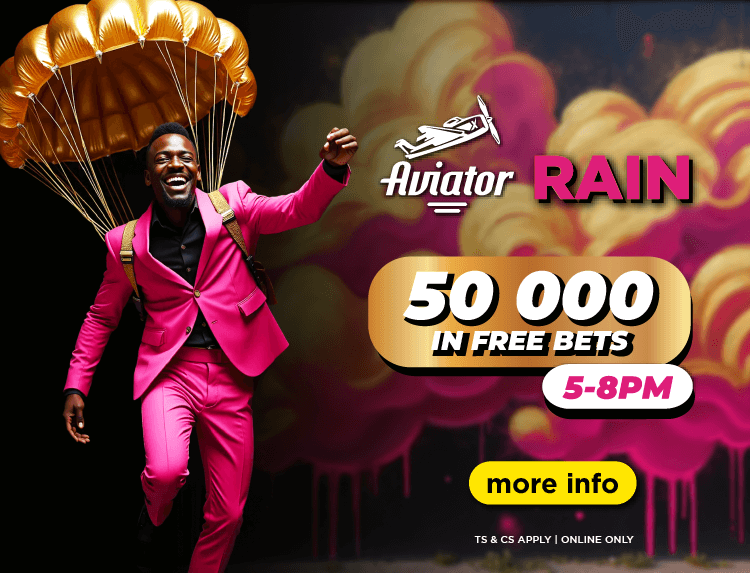 Aviator
RAIN
50 000
IN FREE BETS
5-8PM
more info
TS & CS APPLY | ONLINE ONLY